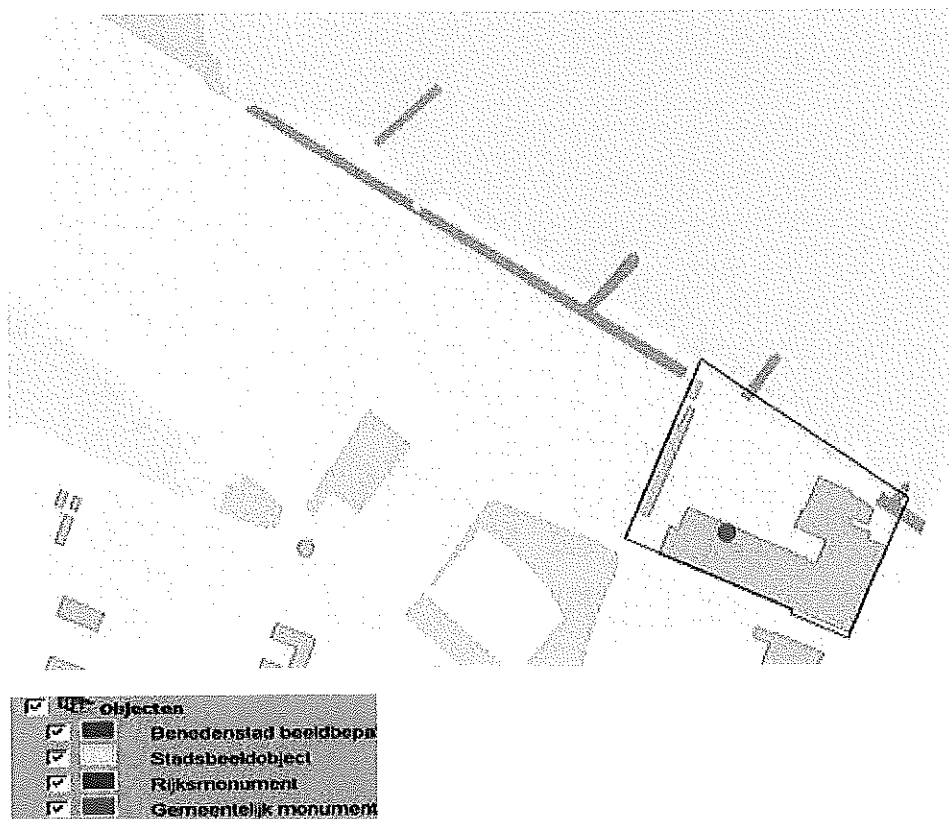 Objecten
Benedenstad beeldbepa
Stadsbeeldobject
Rijksmonument
Gemeentelijk monument